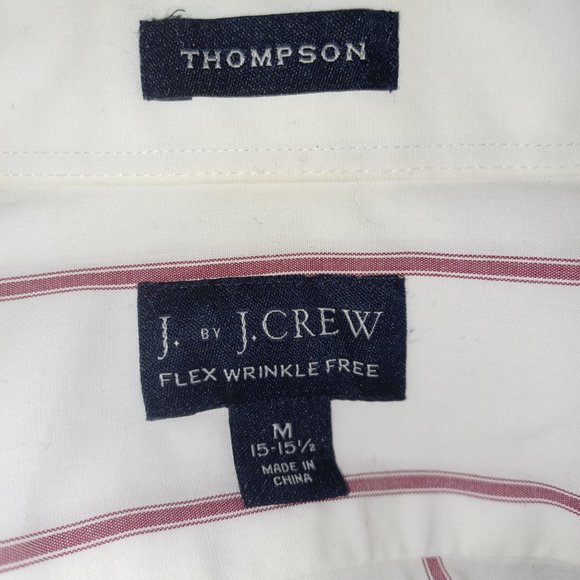 THOMPSON
J. BY J.CREW
FLEX WRINKLE FREE
M
15-15½
MADE IN
CHINA